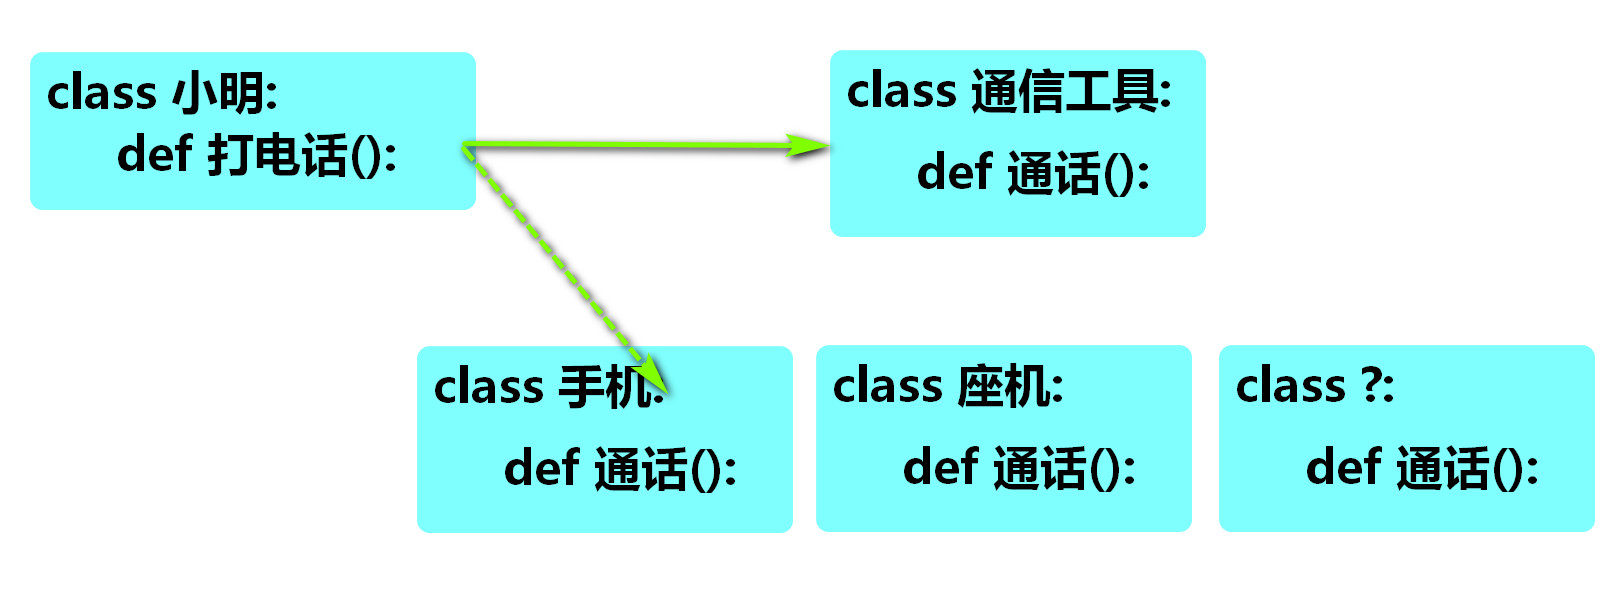 class 小明:
def 打电话():
class 通信工具:
def 通话():
class 手机:
def 通话():
class 座机:
def 通话():
class ?:
def 通话():